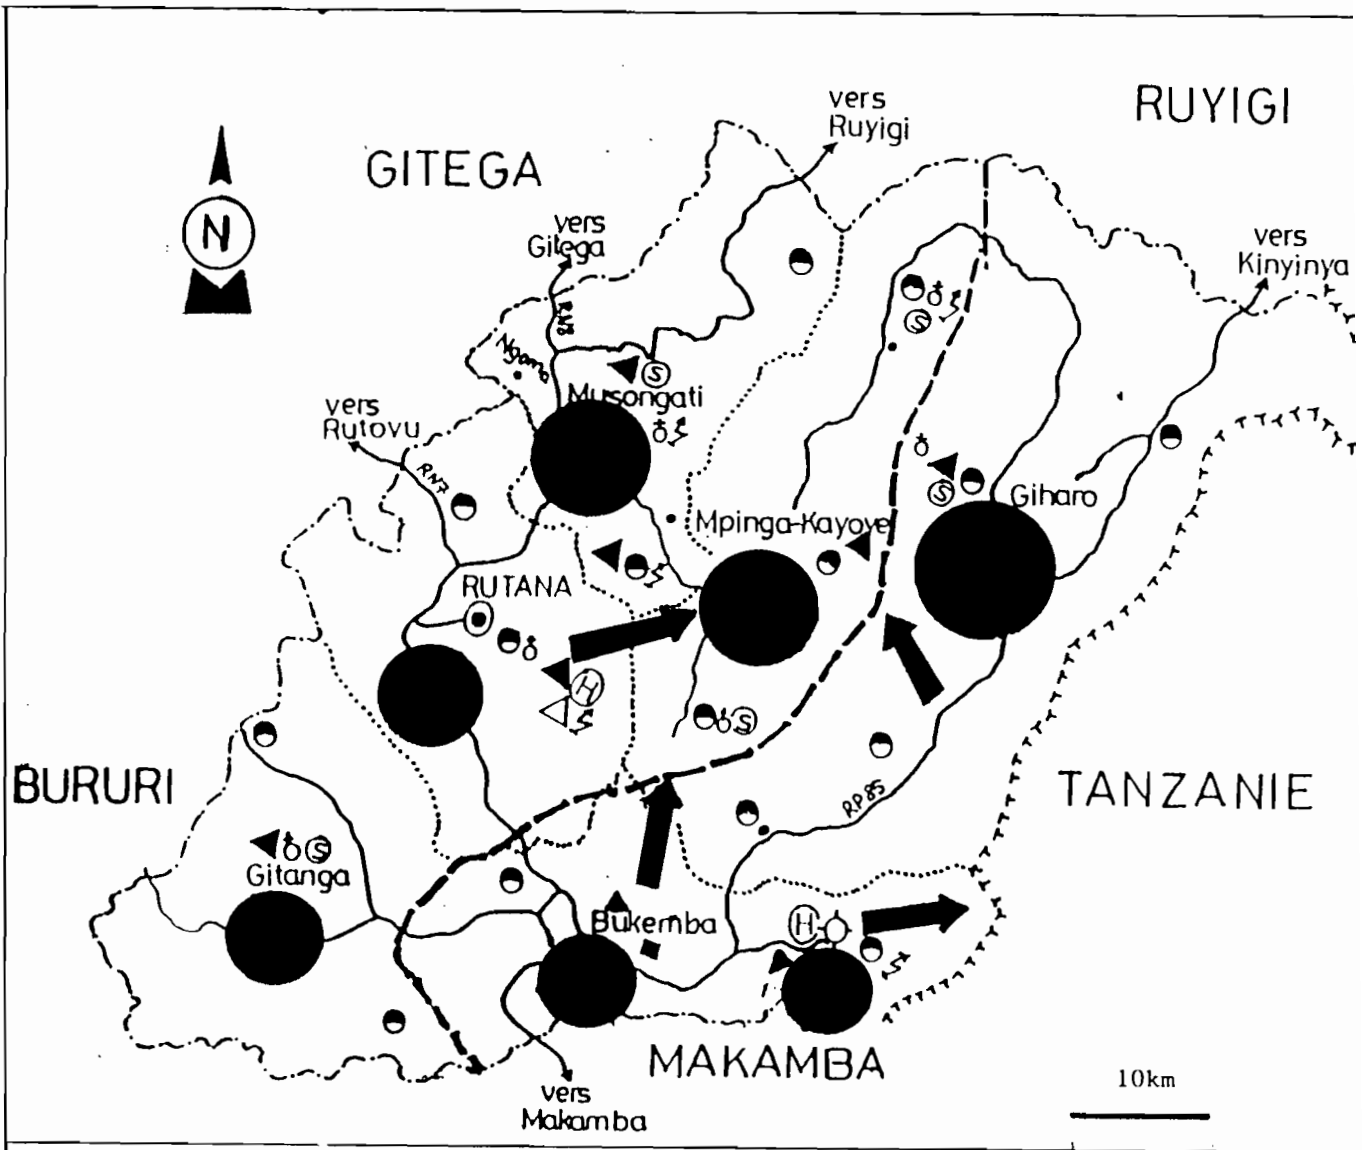 RUYIGI
vers
Ruyigi
GITEGA
vers
Gitega
N
vers
Kinyinya
RN8
S
S
Musongati
vers
Rutovu
RN7
S
Giharo
Mpinga-Kayove
RUTANA
H
S
BURURI
TANZANIE
RP85
S
Gitanga
Bukemba
H
MAKAMBA
10km
vers
Makamba